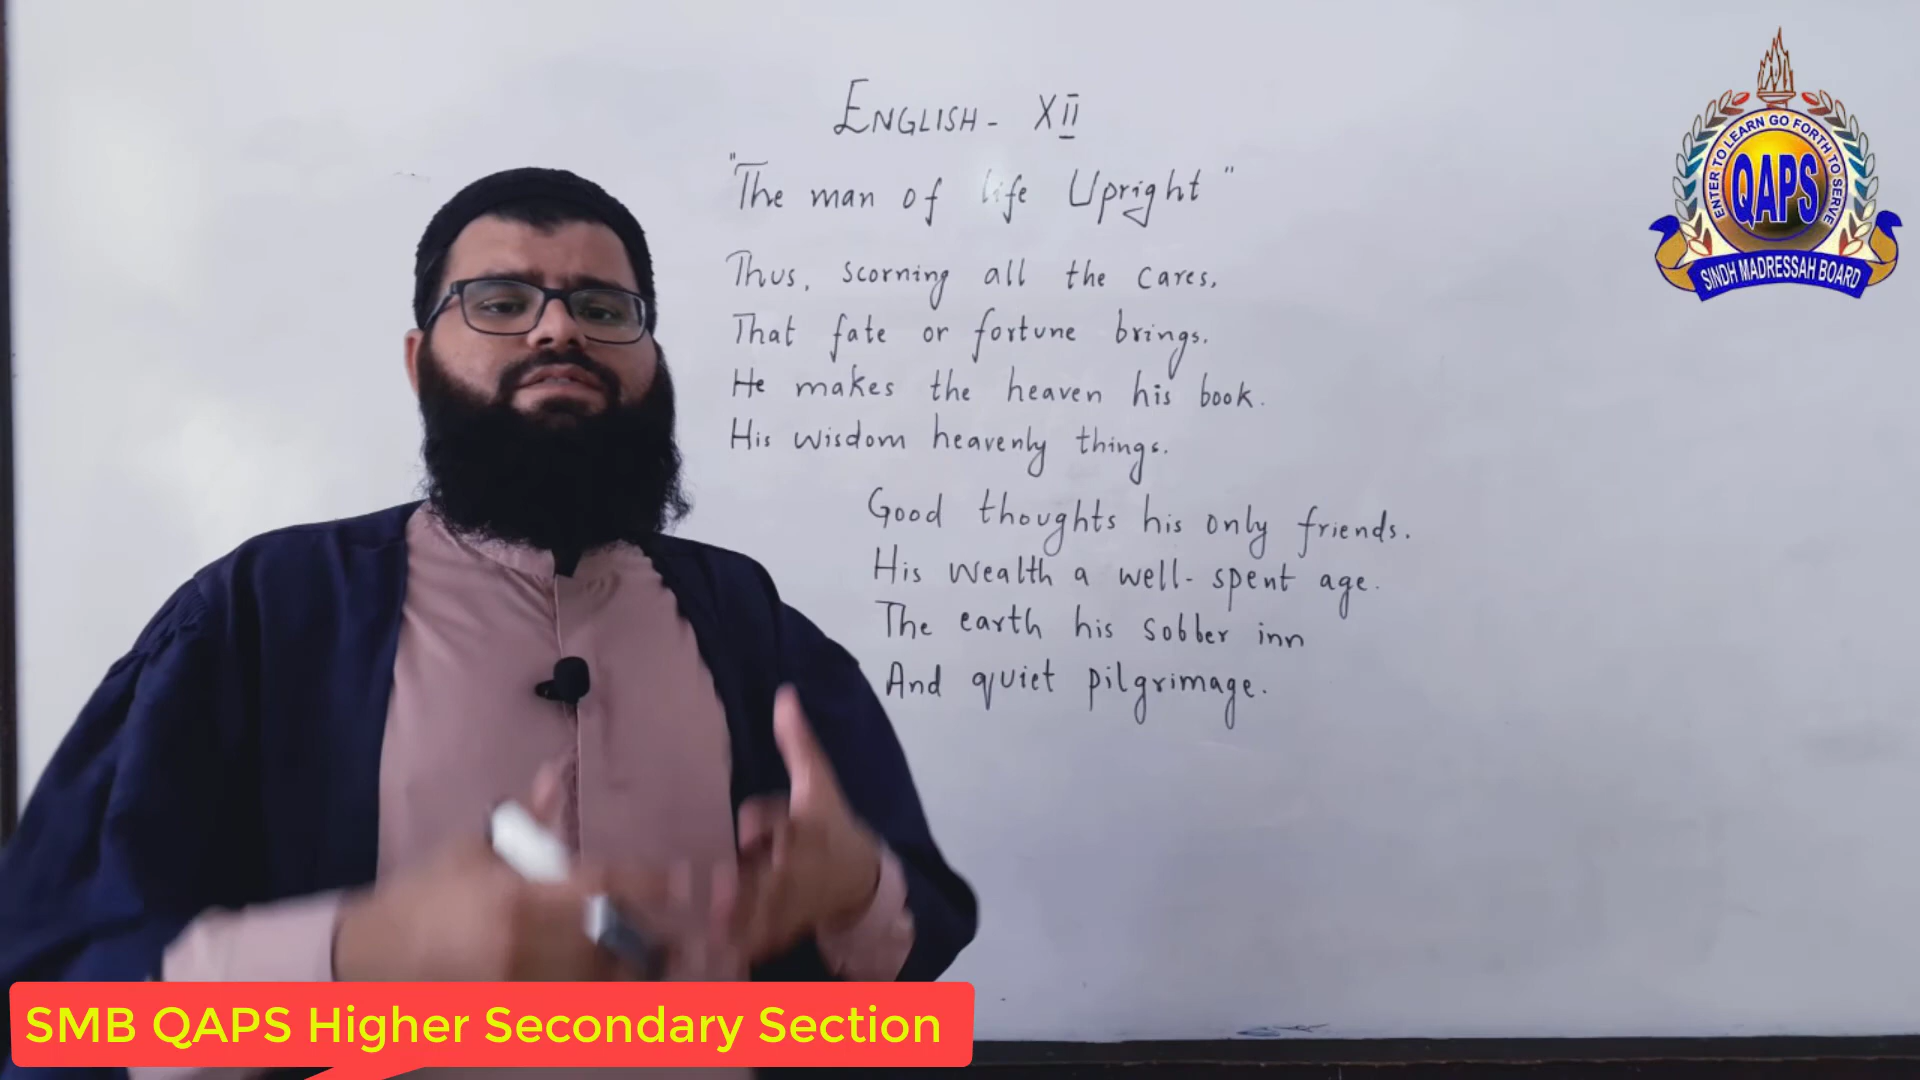 ENGLISH - XII
"The man of life Upright"
Thus, scorning all the cares,
That fate or fortune brings.
He makes the heaven his book.
His wisdom heavenly things.
Good thoughts his only friends.
His wealth a well-spent age.
The earth his sobber inn
And quiet pilgrimage.
ENTER TO LEARN GO FORTH TO SERVE
QAPS
SINDH MADRESSAH BOARD
SMB QAPS Higher Secondary Section